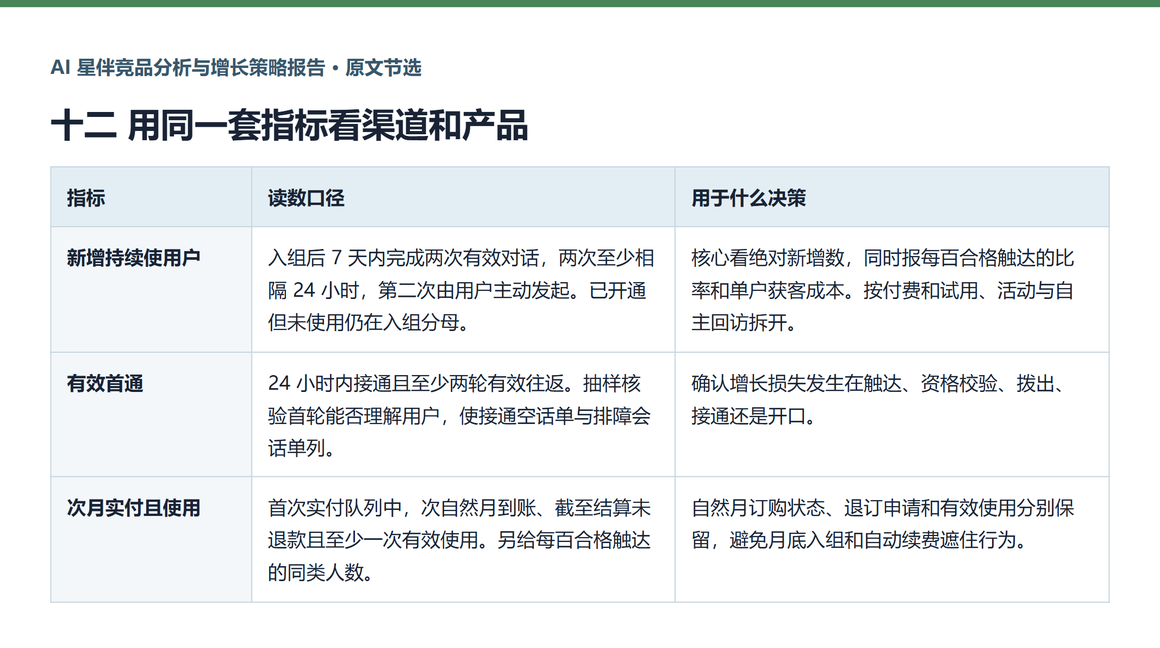 AI 星伴竞品分析与增长策略报告・原文节选
十二 用同一套指标看渠道和产品
指标
读数口径
用于什么决策
新增持续使用户
入组后 7 天内完成两次有效对话，两次至少相
隔 24 小时，第二次由用户主动发起。已开通
但未使用仍在入组分母。
核心看绝对新增数，同时报每百合格触达的比
率和单户获客成本。按付费和试用、活动与自
主回访拆开。
有效首通
24 小时内接通且至少两轮有效往返。抽样核
验首轮能否理解用户，使接通空话单与排障会
话单列。
确认增长损失发生在触达、资格校验、拨出、
接通还是开口。
次月实付且使用
首次实付队列中，次自然月到账、截至结算未
退款且至少一次有效使用。另给每百合格触达
的同类人数。
自然月订购状态、退订申请和有效使用分别保
留，避免月底入组和自动续费遮住行为。